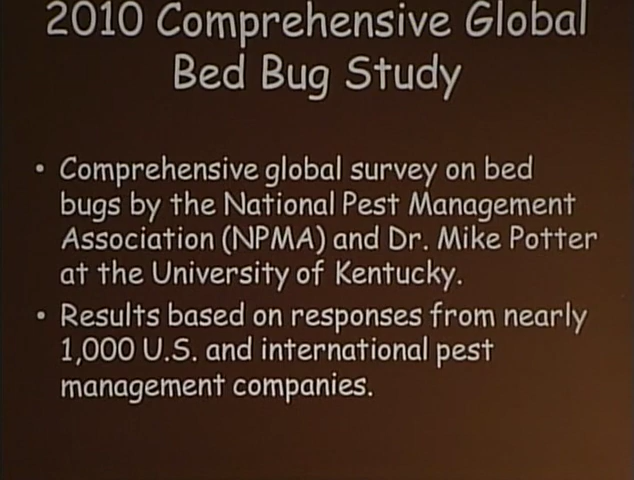 2010 Comprehensive Global
Bed Bug Study
• Comprehensive global survey on bed
bugs by the National Pest Management
Association (NPMA) and Dr. Mike Potter
at the University of Kentucky.
• Results based on responses from nearly
1,000 U.S. and international pest
management companies.